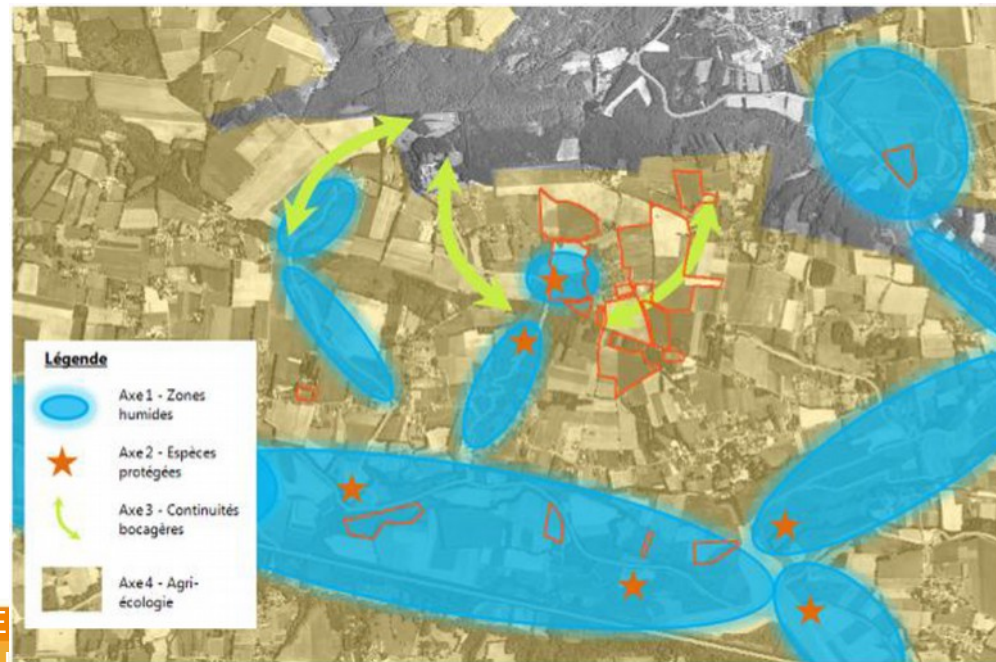 Légende
Axe 1 - Zones
humides
Axe 2 - Espèces
protégées
Axe 3 - Continuités
bocagères
Axe 4 - Agri-
écologie
E